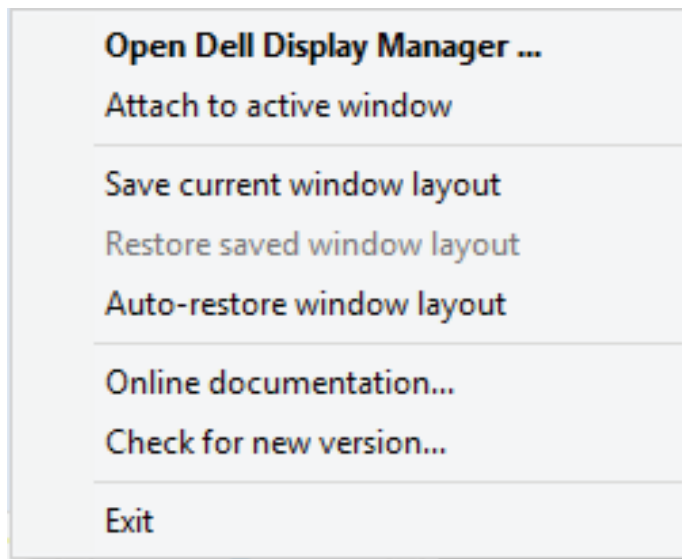 Open Dell Display Manager ...
Attach to active window
Save current window layout
Restore saved window layout
Auto-restore window layout
Online documentation...
Check for new version...
Exit